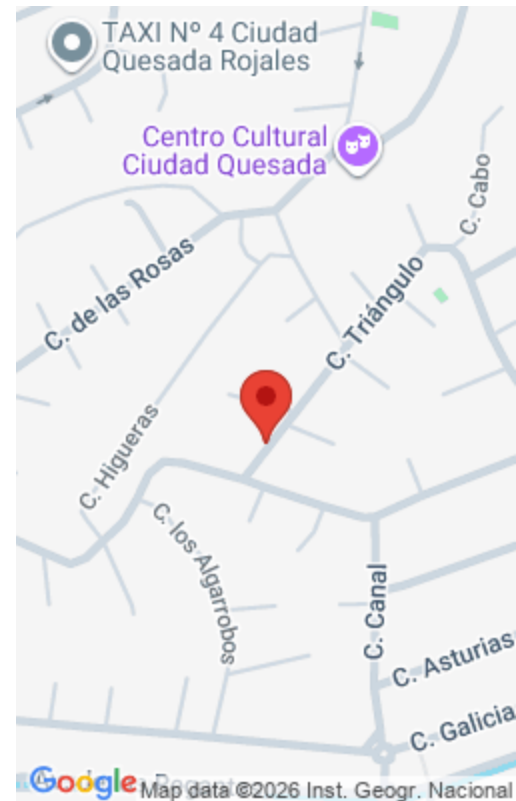 TAXI Nº 4 Ciudad
Quesada Rojales
Centro Cultural
Ciudad Quesada
C. Cabo
C. de las Rosas
C. Triángulo
C. Higueras
C. los Algarrobos
C. Canal
C. Asturias
C. Galicia
Google
Map data ©2026 Inst. Geogr. Nacional